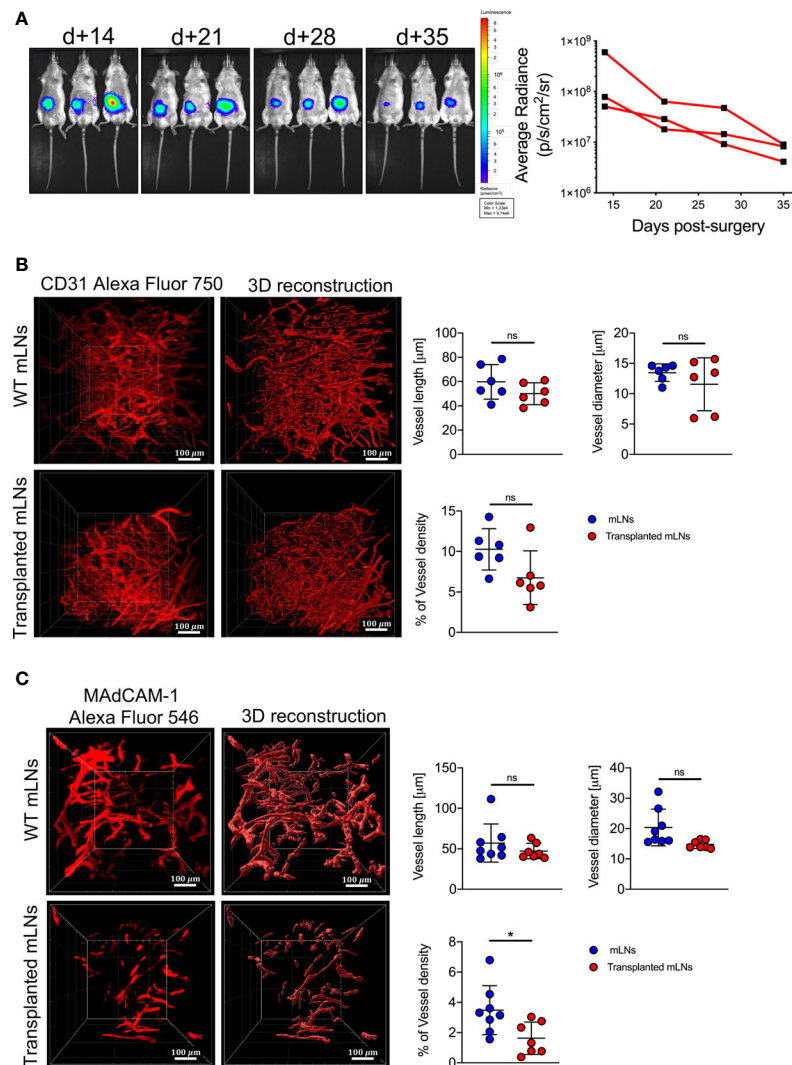 A
d+14
d+21
d+28
d+35
Luminescence
Radiance
(p/sec/cm²/sr)
Color Scale
Average Radiance
(p/s/cm²/sr)
1×10⁹
1×10⁸
1×10⁷
1×10⁶
15 20 25 30 35
Days post-surgery
B
CD31 Alexa Fluor 750
3D reconstruction
WT mLNs
100 µm
100 µm
Transplanted mLNs
100 µm
100 µm
Vessel length [µm]
100
80
60
40
20
0
ns
Vessel diameter [µm]
20
15
10
5
0
ns
% of Vessel density
15
10
5
0
ns
mLNs
Transplanted mLNs
C
MAdCAM-1
Alexa Fluor 546
3D reconstruction
WT mLNs
100 µm
100 µm
Transplanted mLNs
100 µm
100 µm
Vessel length [µm]
150
100
50
0
ns
Vessel diameter [µm]
40
30
20
10
0
ns
% of Vessel density
8
6
4
2
0
*
mLNs
Transplanted mLNs